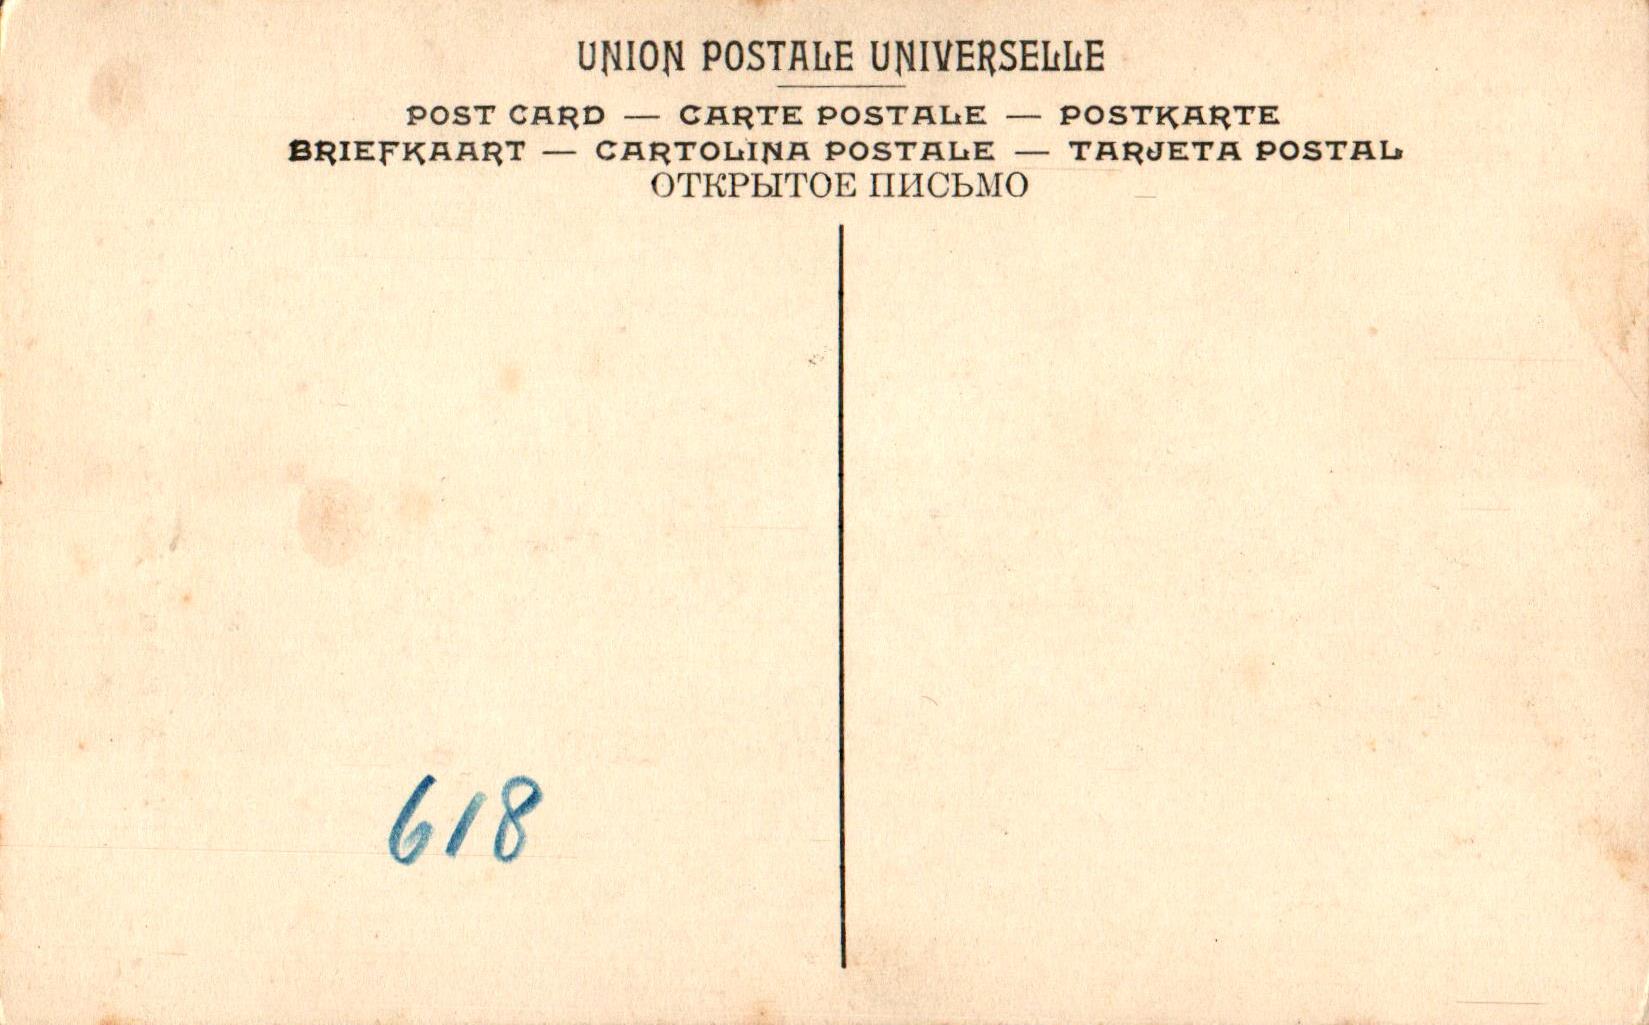 UNION POSTALE UNIVERSELLE
POST CARD — CARTE POSTALE — POSTKARTE
BRIEFKAART — CARTOLINA POSTALE — TARJETA POSTAL
ОТКРЫТОЕ ПИСЬМО
618